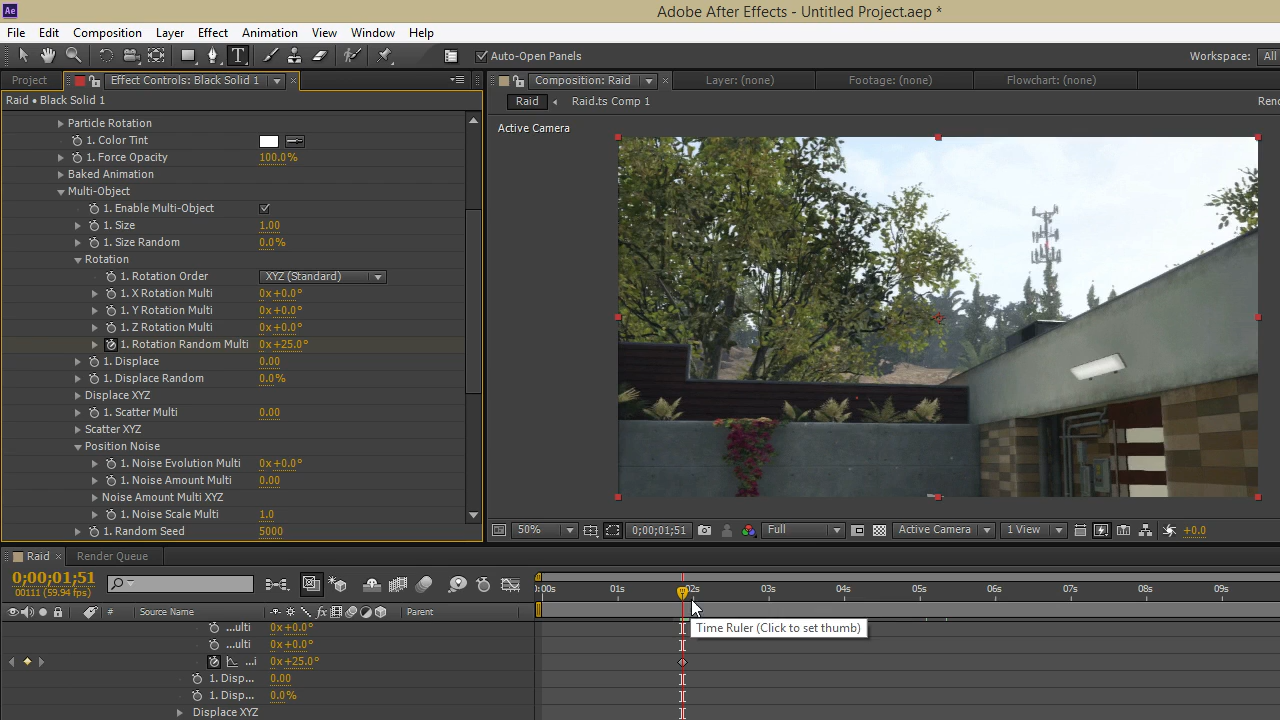 Ae Adobe After Effects - Untitled Project.aep *
File Edit Composition Layer Effect Animation View Window Help
T Auto-Open Panels Workspace: All
Project Effect Controls: Black Solid 1 Composition: Raid Layer: (none) Footage: (none) Flowchart: (none)
Raid • Black Solid 1
Raid Raid.ts Comp 1 Ren
Active Camera
Particle Rotation
1. Color Tint
1. Force Opacity 100.0%
Baked Animation
Multi-Object
1. Enable Multi-Object
1. Size 1.00
1. Size Random 0.0%
Rotation
1. Rotation Order XYZ (Standard)
1. X Rotation Multi 0x+0.0°
1. Y Rotation Multi 0x+0.0°
1. Z Rotation Multi 0x+0.0°
1. Rotation Random Multi 0x+25.0°
1. Displace 0.00
1. Displace Random 0.0%
Displace XYZ
1. Scatter Multi 0.00
Scatter XYZ
Position Noise
1. Noise Evolution Multi 0x+0.0°
1. Noise Amount Multi 0.00
Noise Amount Multi XYZ
1. Noise Scale Multi 1.0
1. Random Seed 5000
50% 0;00;01;51 Full Active Camera 1 View +0.0
Raid Render Queue
0;00;01;51
00111 (59.94 fps)
0:00s 01s 02s 03s 04s 05s 06s 07s 08s 09s
# Source Name fx Parent
Time Ruler (Click to set thumb)
...ulti 0x+0.0°
...ulti 0x+0.0°
...i 0x+25.0°
1. Disp... 0.00
1. Disp... 0.0%
Displace XYZ